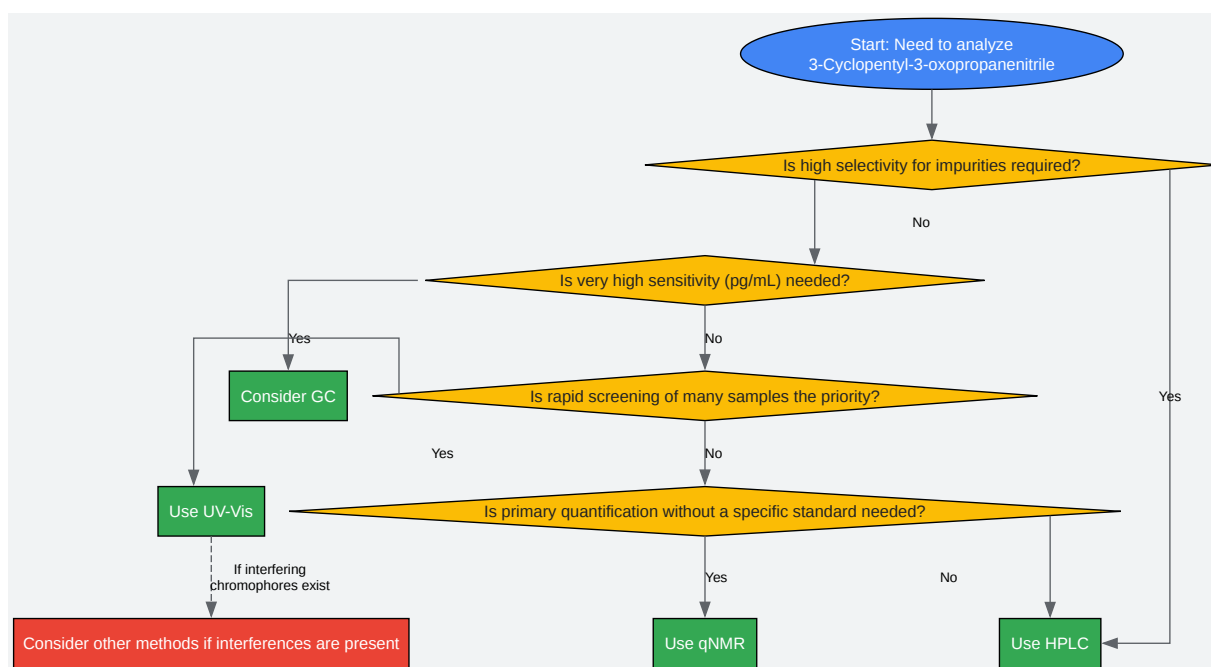 Start: Need to analyze
3-Cyclopentyl-3-oxopropanenitrile
Is high selectivity for impurities required?
No
Is very high sensitivity (pg/mL) needed?
Yes
No
Yes
Consider GC
Is rapid screening of many samples the priority?
Yes
No
Use UV-Vis
Is primary quantification without a specific standard needed?
If interfering
chromophores exist
Yes
No
Consider other methods if interferences are present
Use qNMR
Use HPLC